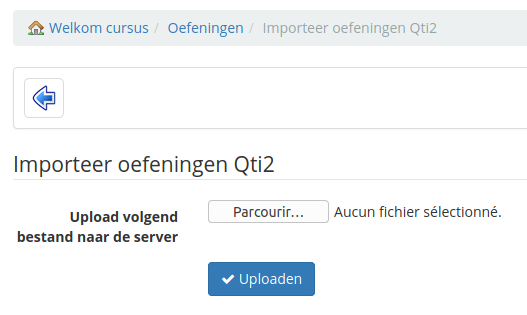 Welkom cursus / Oefeningen / Importeer oefeningen Qti2
Importeer oefeningen Qti2
Upload volgend
bestand naar de server
Parcourir... Aucun fichier sélectionné.
Uploaden